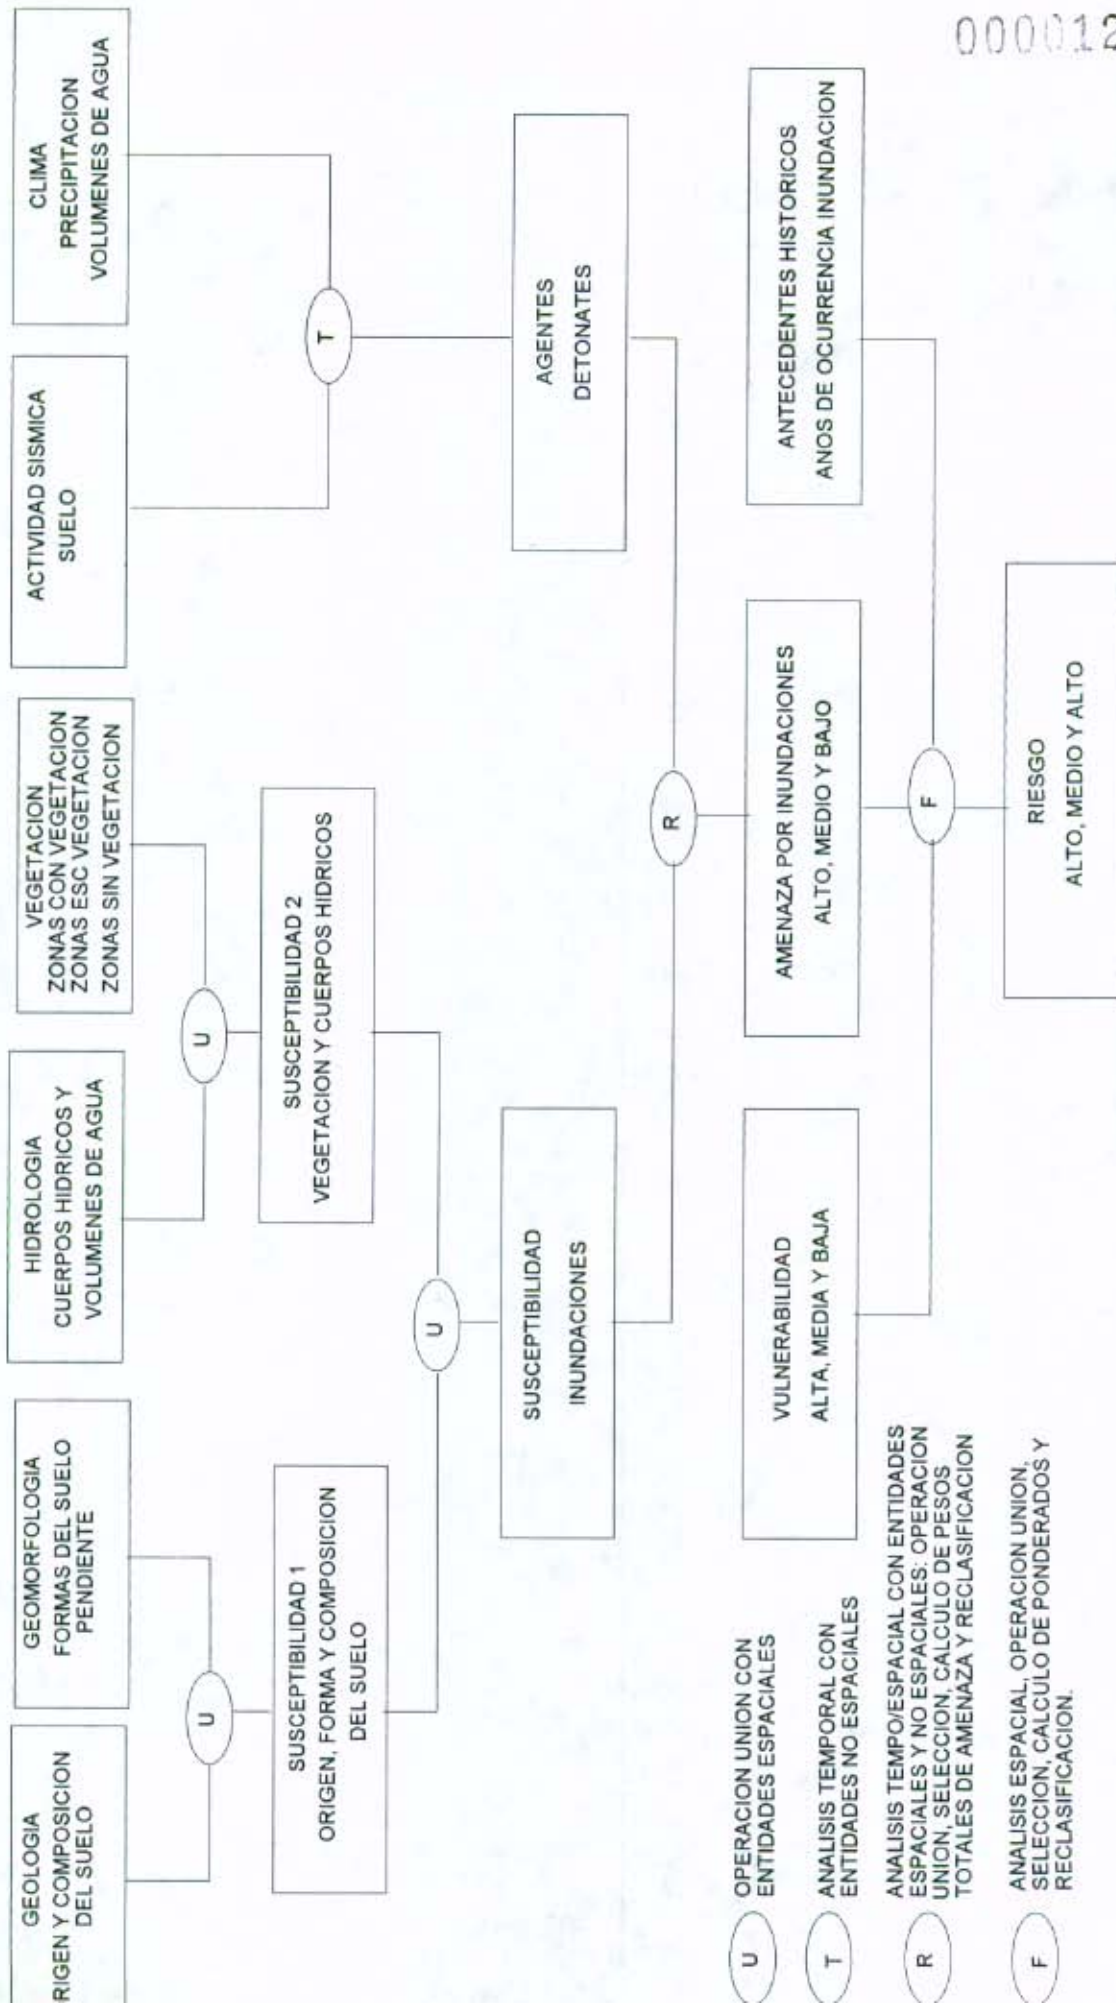 000012
GEOLOGIA
ORIGEN Y COMPOSICION
DEL SUELO
GEOMORFOLOGIA
FORMAS DEL SUELO
PENDIENTE
HIDROLOGIA
CUERPOS HIDRICOS Y
VOLUMENES DE AGUA
VEGETACION
ZONAS CON VEGETACION
ZONAS ESC VEGETACION
ZONAS SIN VEGETACION
ACTIVIDAD SISMICA
SUELO
CLIMA
PRECIPITACION
VOLUMENES DE AGUA
U
U
T
SUSCEPTIBILIDAD 1
ORIGEN, FORMA Y COMPOSICION
DEL SUELO
SUSCEPTIBILIDAD 2
VEGETACION Y CUERPOS HIDRICOS
U
SUSCEPTIBILIDAD
INUNDACIONES
AGENTES
DETONATES
R
VULNERABILIDAD
ALTA, MEDIA Y BAJA
AMENAZA POR INUNDACIONES
ALTO, MEDIO Y BAJO
ANTECEDENTES HISTORICOS
ANOS DE OCURRENCIA INUNDACION
F
RIESGO
ALTO, MEDIO Y ALTO
U
OPERACION UNION CON
ENTIDADES ESPACIALES
T
ANALISIS TEMPORAL CON
ENTIDADES NO ESPACIALES
R
ANALISIS TEMPO/ESPACIAL CON ENTIDADES
ESPACIALES Y NO ESPACIALES: OPERACION
UNION, SELECCION, CALCULO DE PESOS
TOTALES DE AMENAZA Y RECLASIFICACION
F
ANALISIS ESPACIAL, OPERACION UNION,
SELECCION, CALCULO DE PONDERADOS Y
RECLASIFICACION.